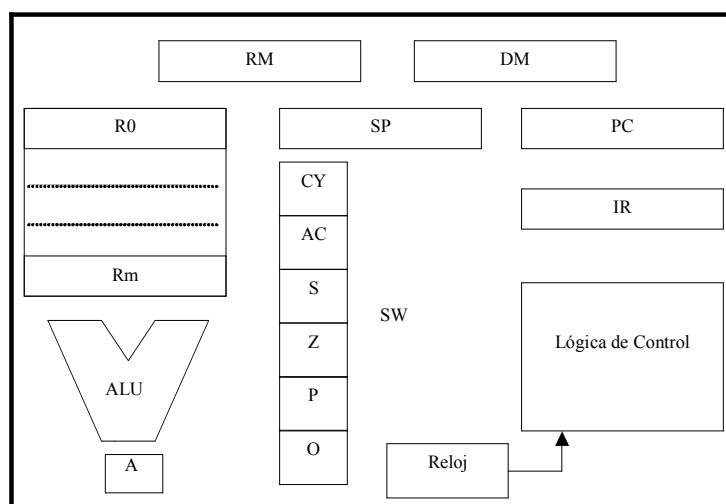 RM
DM
R0
SP
PC
CY
IR
AC
Rm
S
SW
Z
Lógica de Control
ALU
P
A
O
Reloj